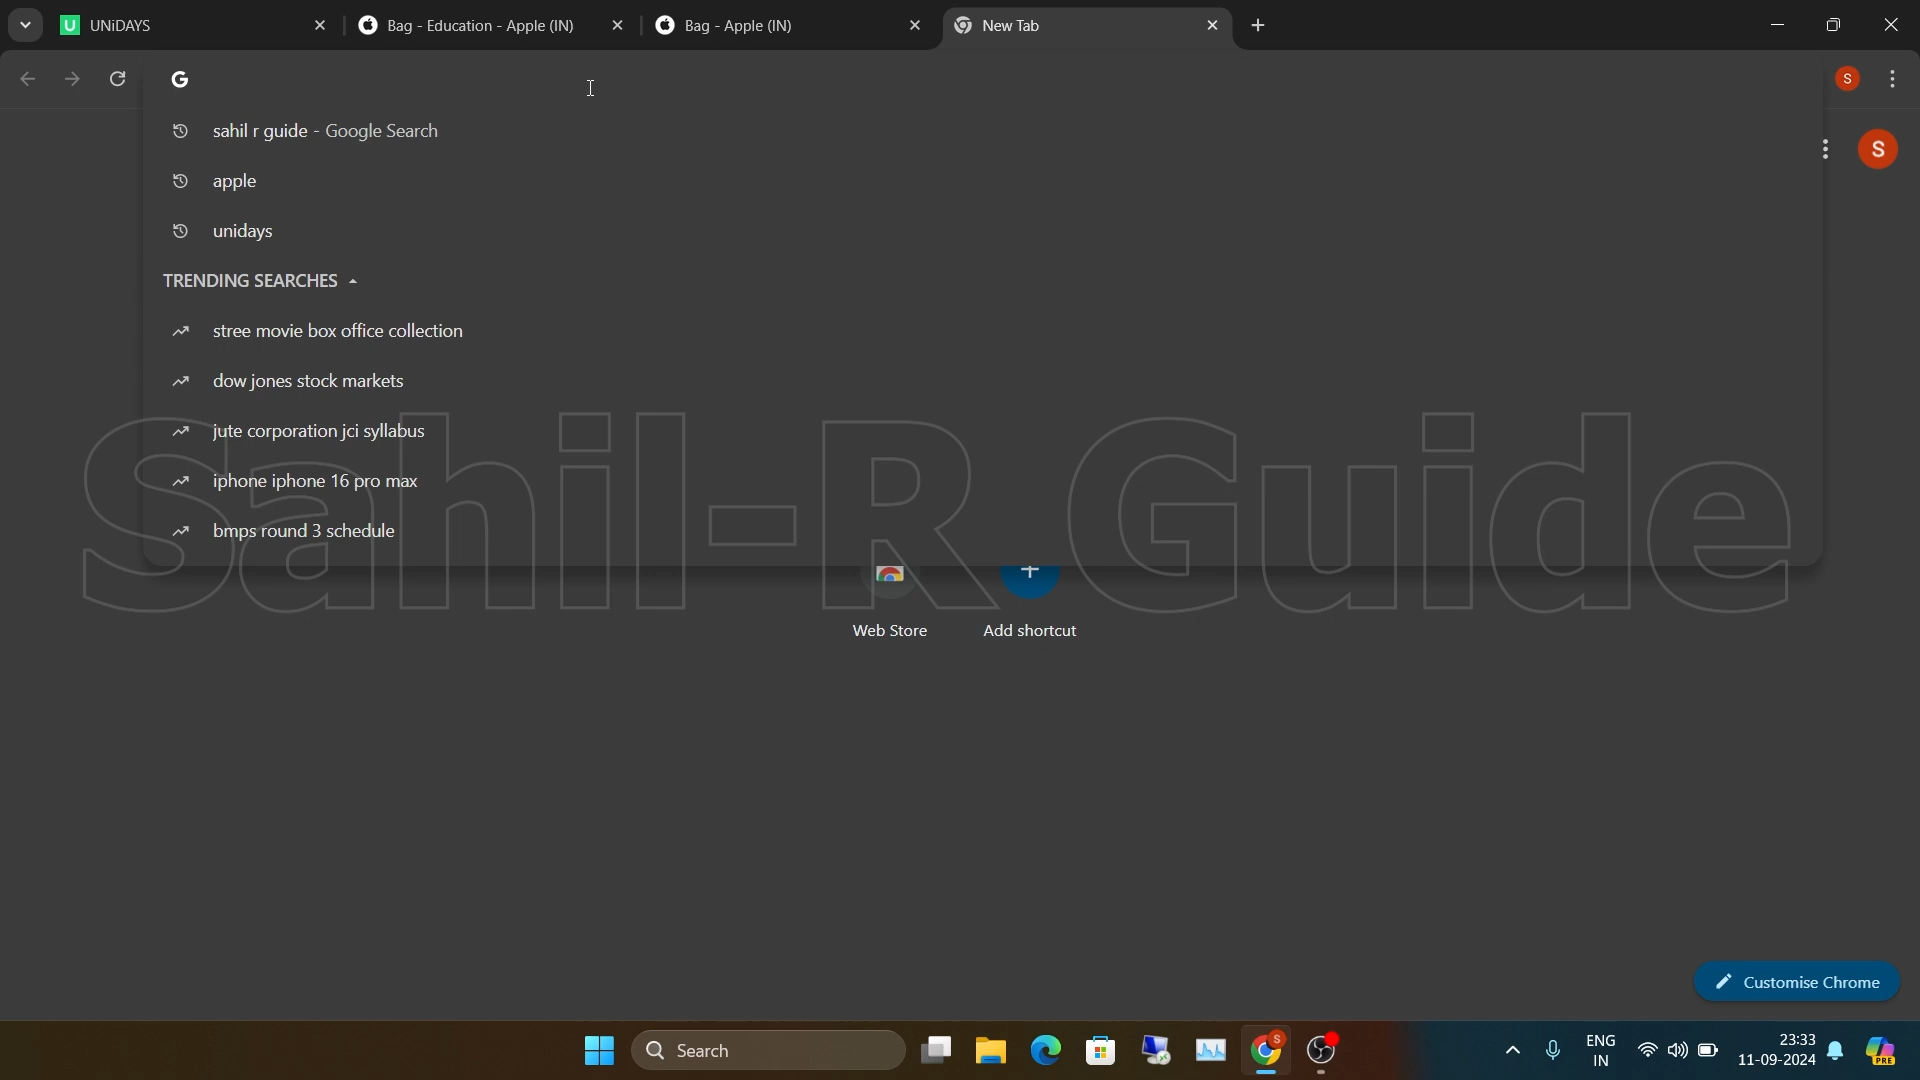 UNiDAYS
Bag - Education - Apple (IN)
Bag - Apple (IN)
New Tab
G
S
sahil r guide - Google Search
S
apple
unidays
TRENDING SEARCHES
stree movie box office collection
dow jones stock markets
jute corporation jci syllabus
iphone iphone 16 pro max
bmps round 3 schedule
Sahil-R Guide
Web Store
Add shortcut
Customise Chrome
Search
S
ENG
IN
23:33
11-09-2024
PRE